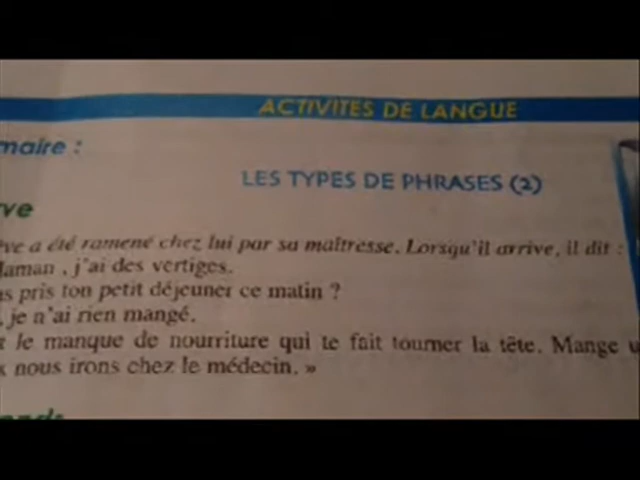 ACTIVITES DE LANGUE
maire :
LES TYPES DE PHRASES (2)
rve
ève a été ramené chez lui par sa maîtresse. Lorsqu'il arrive, il dit :
Maman , j'ai des vertiges.
as pris ton petit déjeuner ce matin ?
, je n'ai rien mangé.
t le manque de nourriture qui te fait tourner la tête. Mange u
x nous irons chez le médecin. »